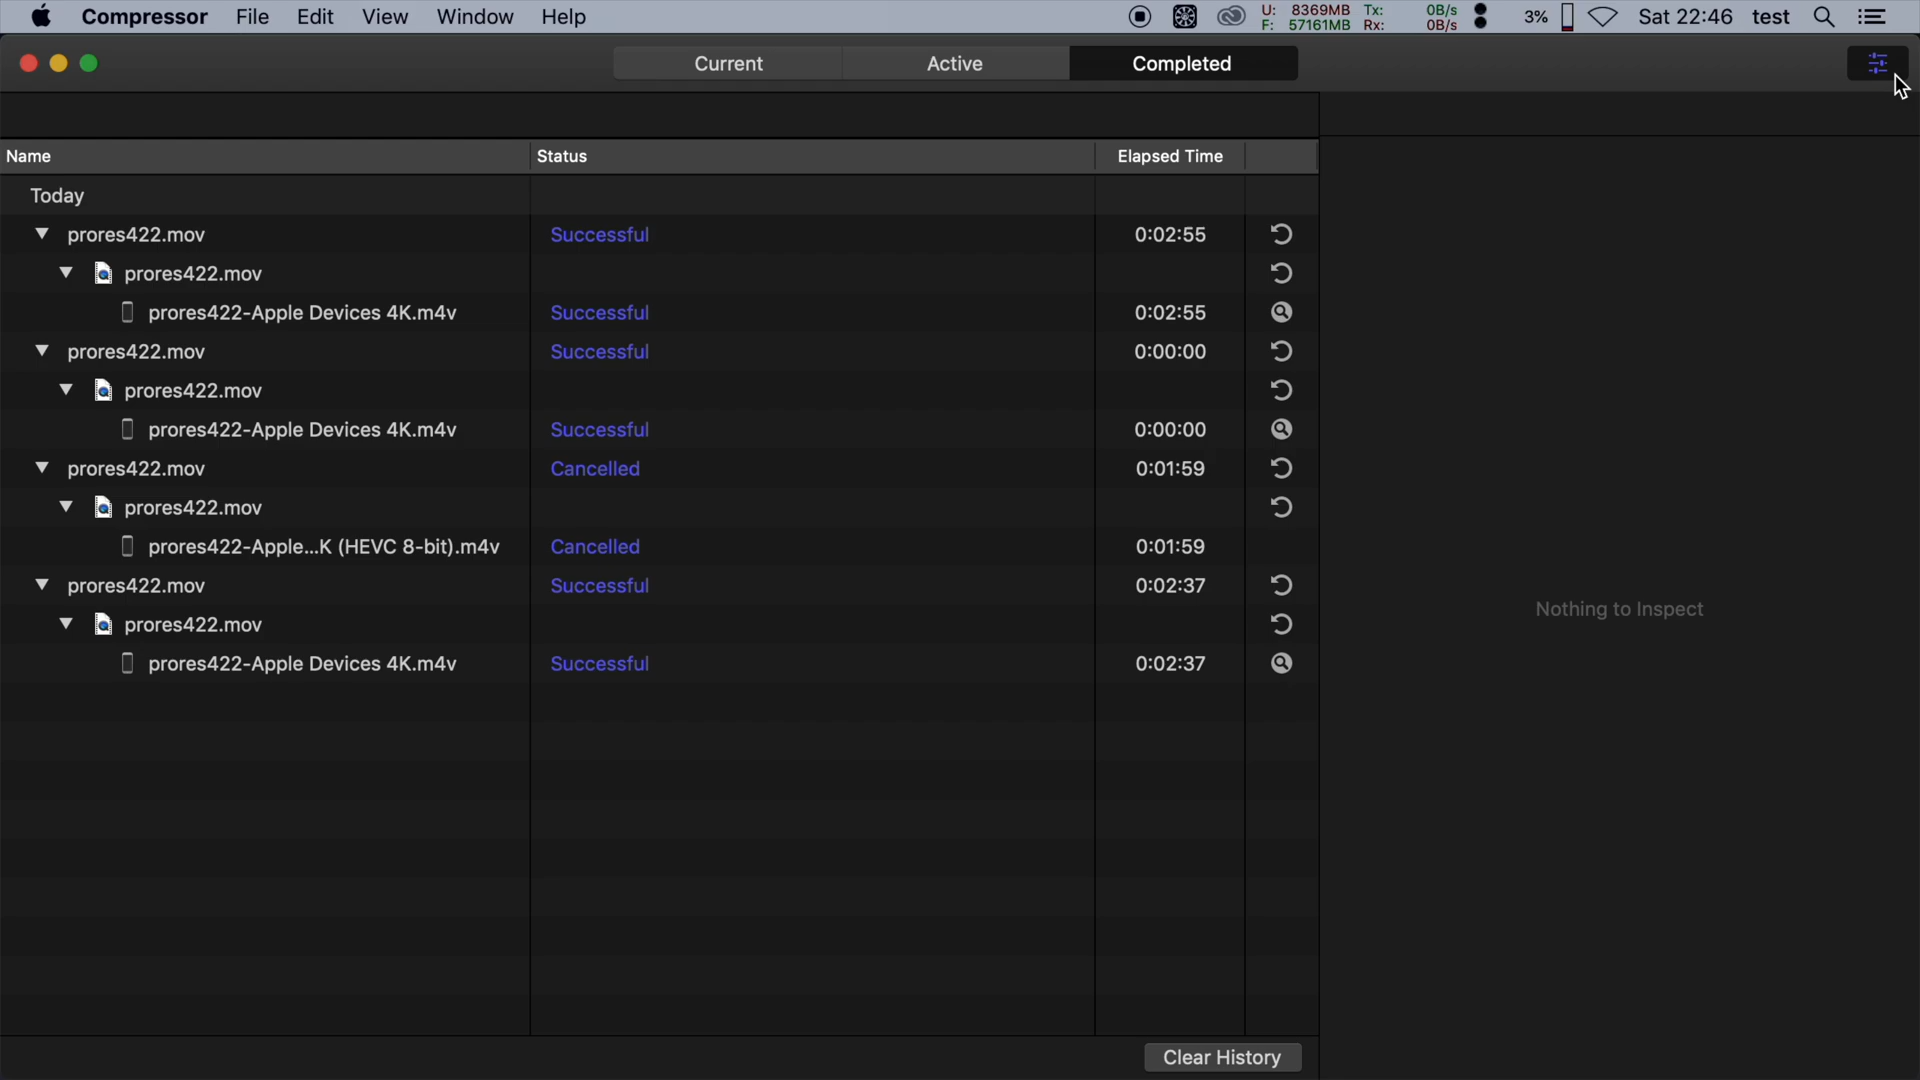 Compressor File Edit View Window Help U: 8369MB Tx: 0B/s 3% Sat 22:46 test
F: 57161MB Rx: 0B/s
Current Active Completed
Name Status Elapsed Time
Today
prores422.mov Successful 0:02:55
prores422.mov
prores422-Apple Devices 4K.m4v Successful 0:02:55
prores422.mov Successful 0:00:00
prores422.mov
prores422-Apple Devices 4K.m4v Successful 0:00:00
prores422.mov Cancelled 0:01:59
prores422.mov
prores422-Apple...K (HEVC 8-bit).m4v Cancelled 0:01:59
prores422.mov Successful 0:02:37
prores422.mov
prores422-Apple Devices 4K.m4v Successful 0:02:37
Nothing to Inspect
Clear History